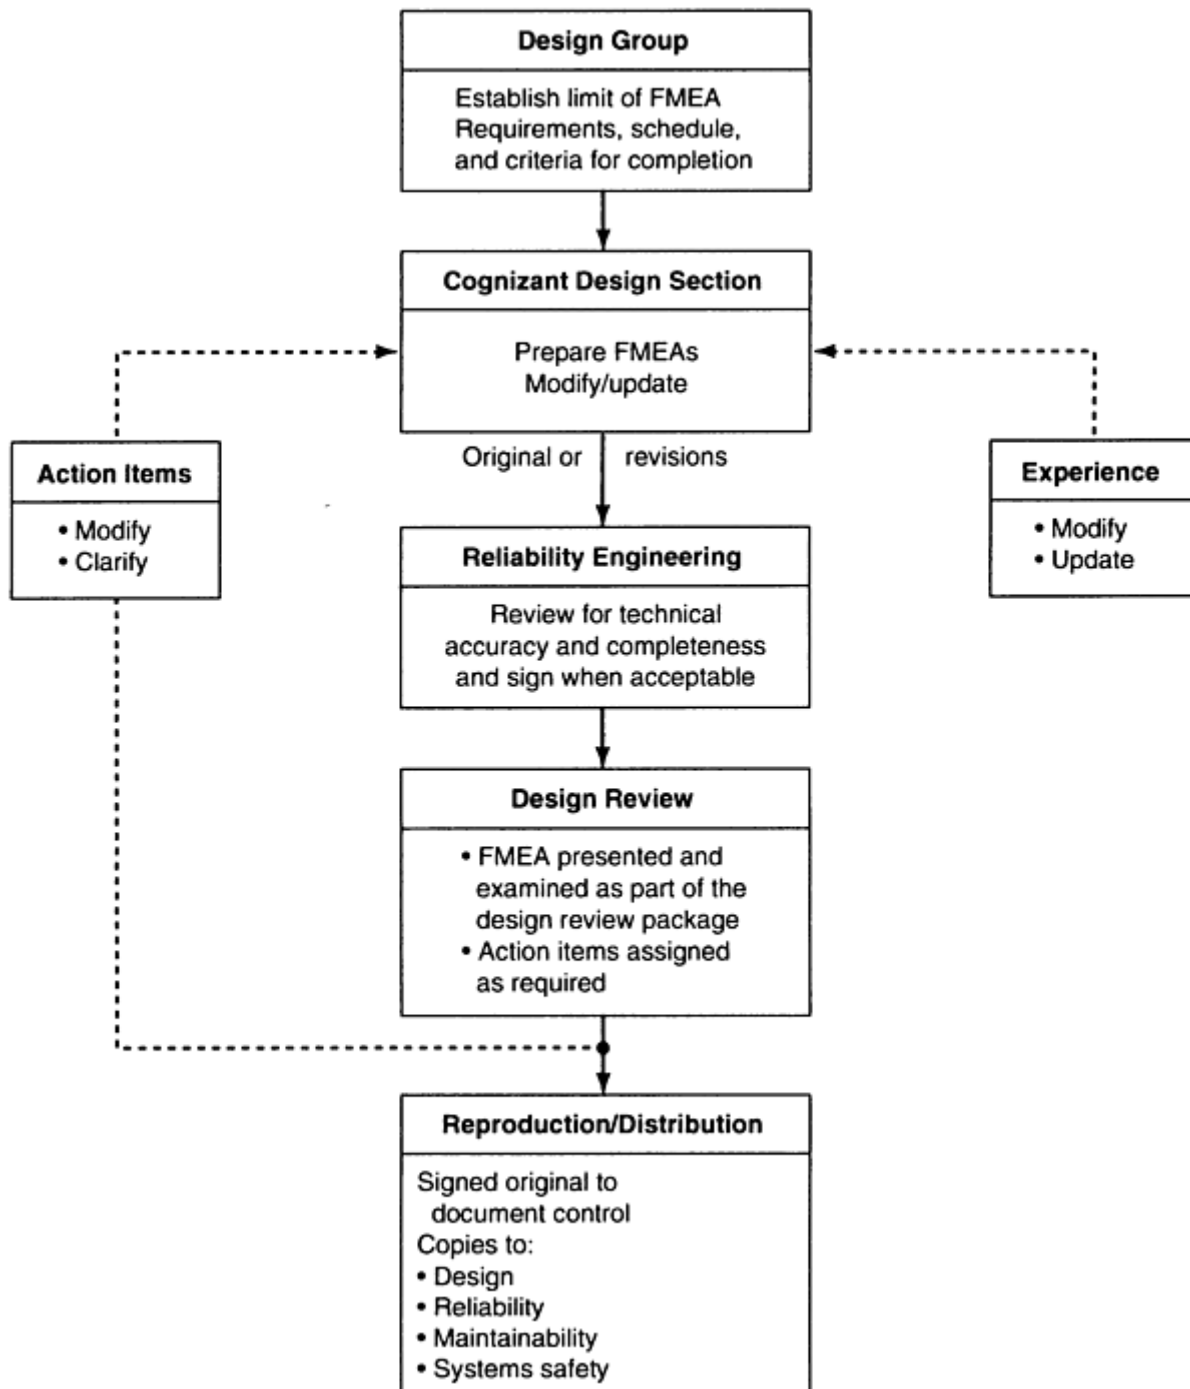 Design Group
Establish limit of FMEA
Requirements, schedule,
and criteria for completion
Cognizant Design Section
Prepare FMEAs
Modify/update
Original or revisions
Action Items
• Modify
• Clarify
Experience
• Modify
• Update
Reliability Engineering
Review for technical
accuracy and completeness
and sign when acceptable
Design Review
• FMEA presented and
examined as part of the
design review package
• Action items assigned
as required
Reproduction/Distribution
Signed original to
document control
Copies to:
• Design
• Reliability
• Maintainability
• Systems safety